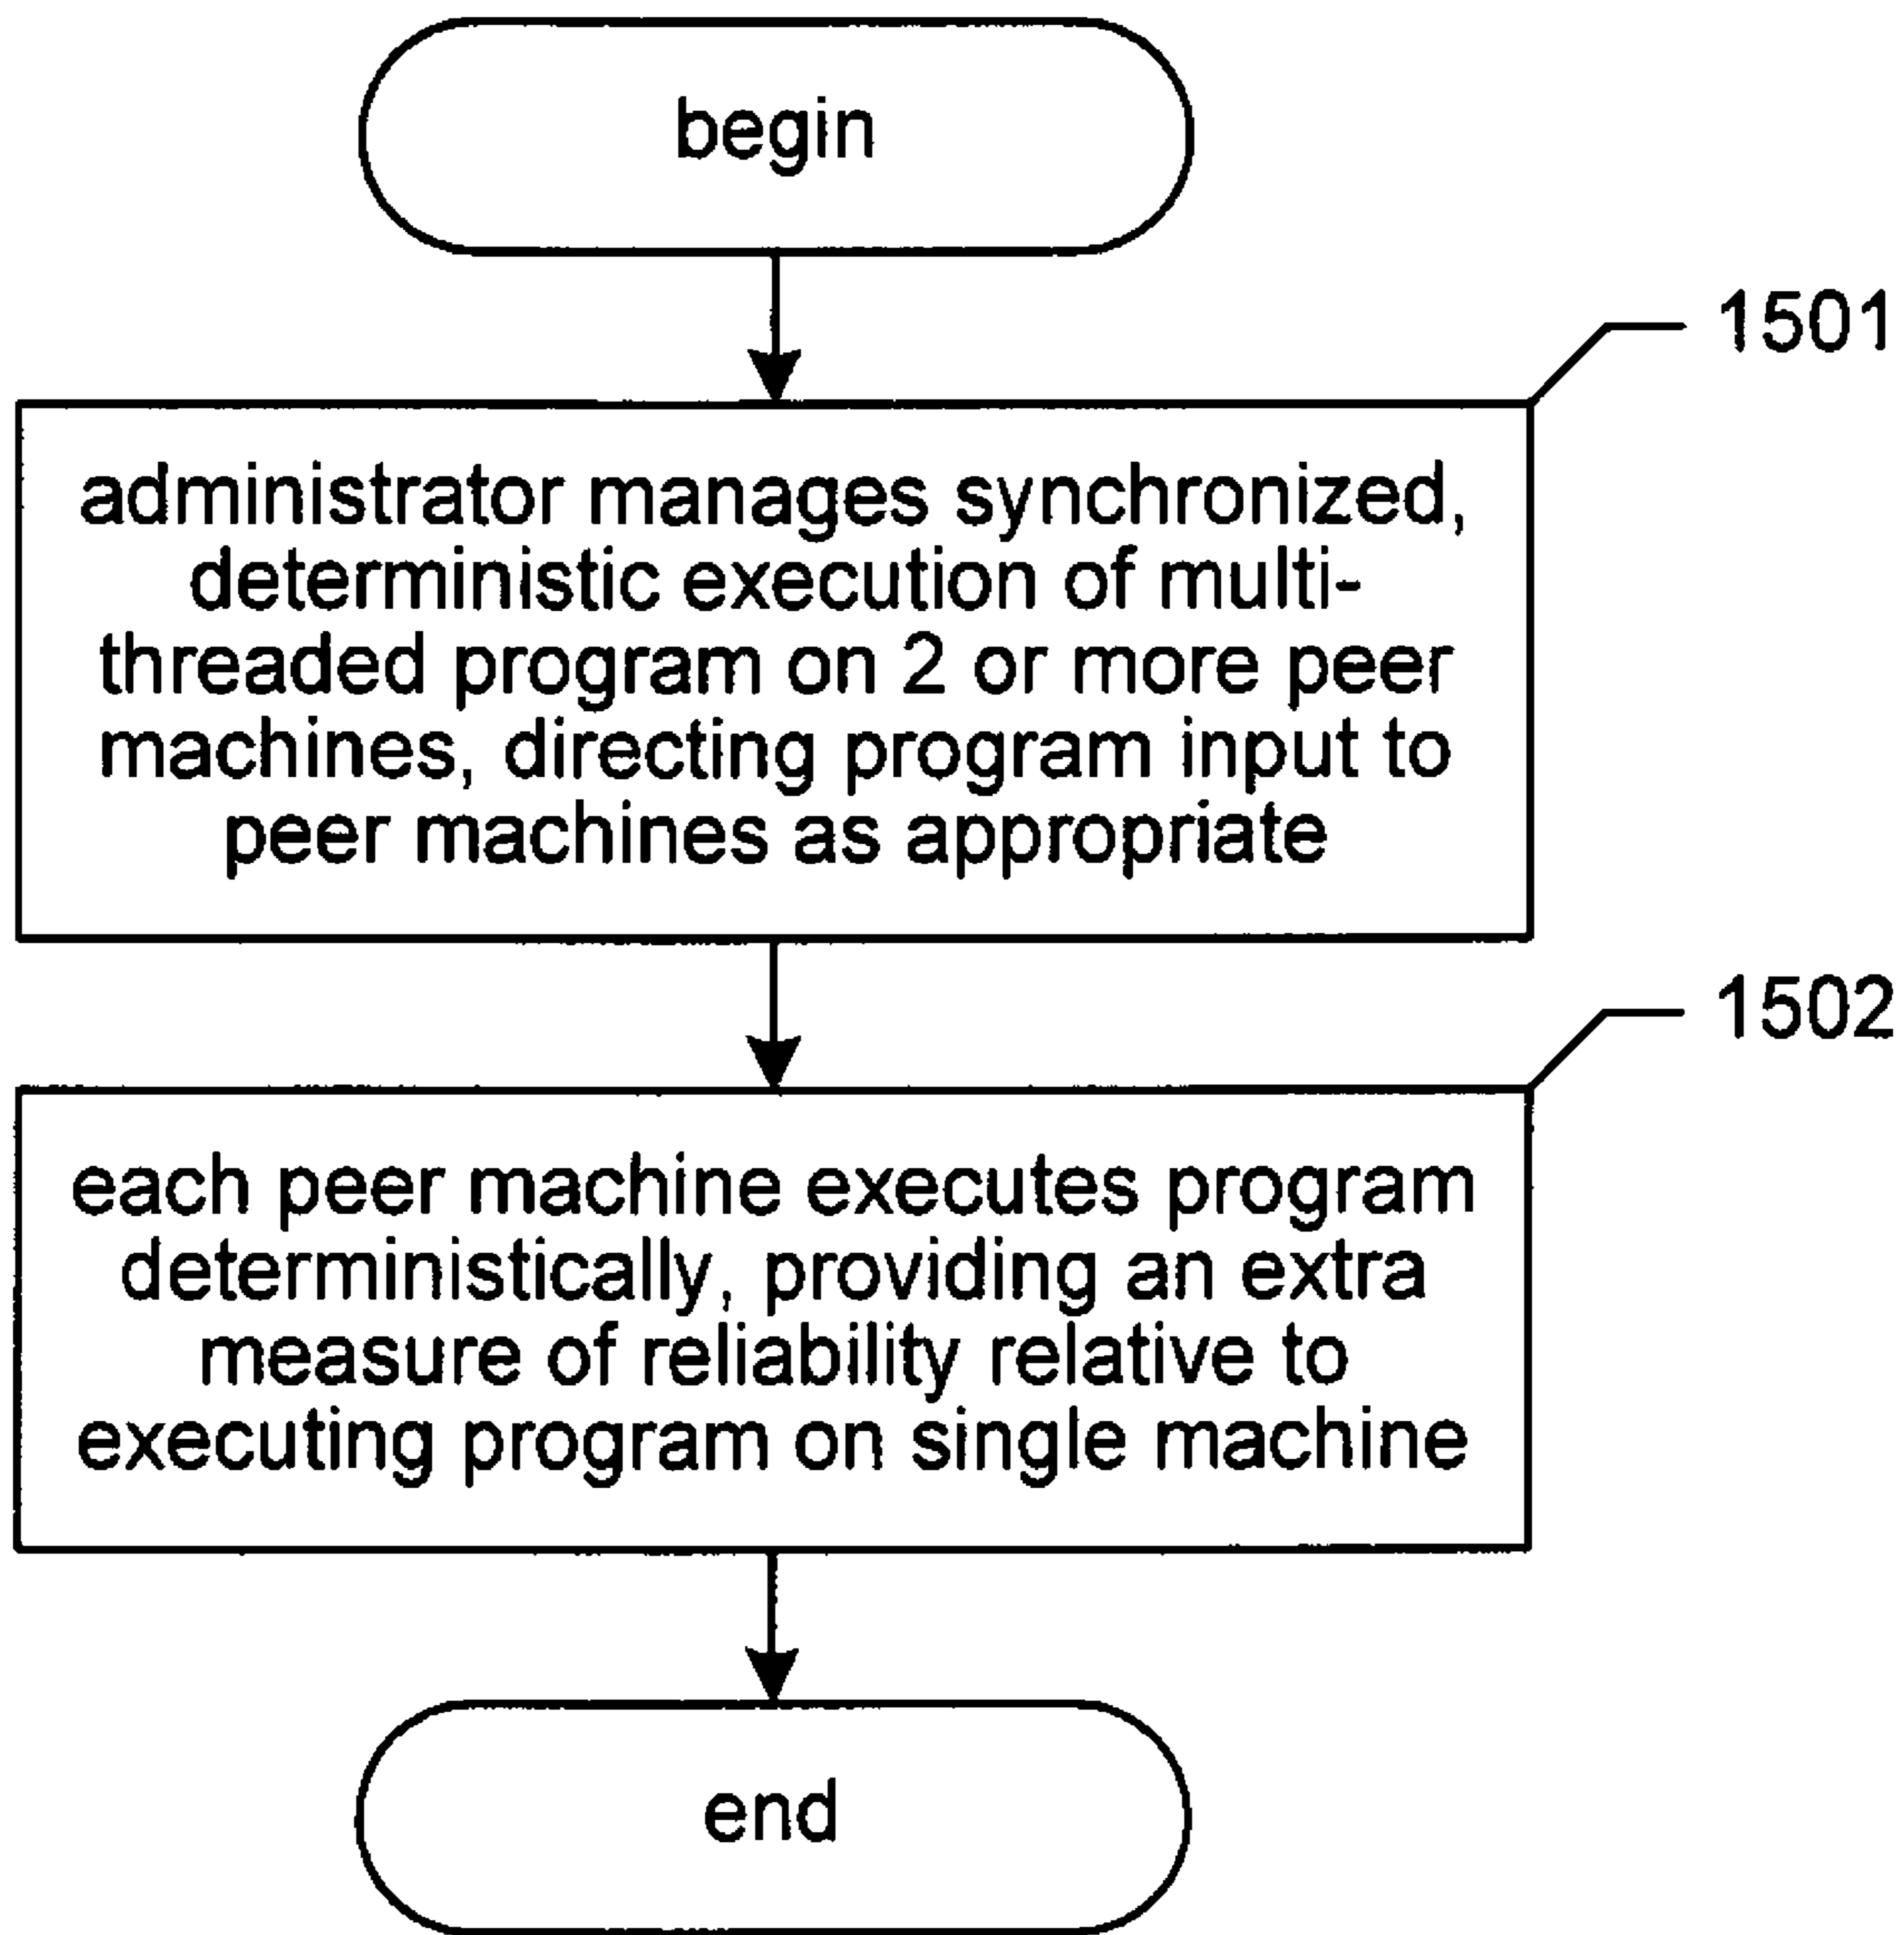 begin
1501
administrator manages synchronized,
deterministic execution of multi-
threaded program on 2 or more peer
machines, directing program input to
peer machines as appropriate
1502
each peer machine executes program
deterministically, providing an extra
measure of reliability relative to
executing program on single machine
end